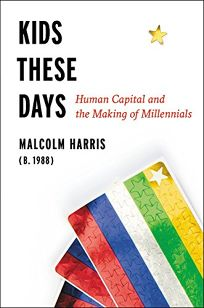 KIDS
THESE
DAYS
Human Capital and
the Making of Millennials
MALCOLM HARRIS
(B. 1988)